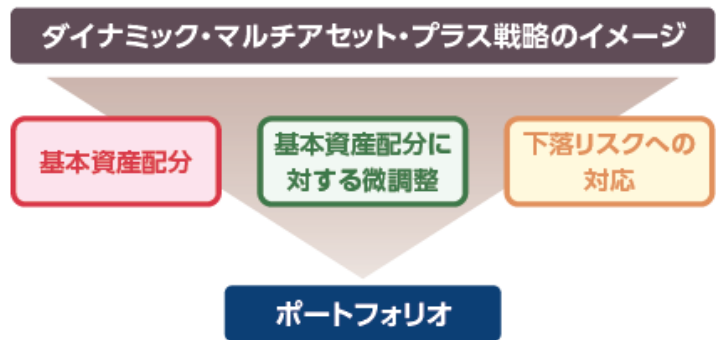 ダイナミック・マルチアセット・プラス戦略のイメージ
基本資産配分
基本資産配分に
対する微調整
下落リスクへの
対応
ポートフォリオ